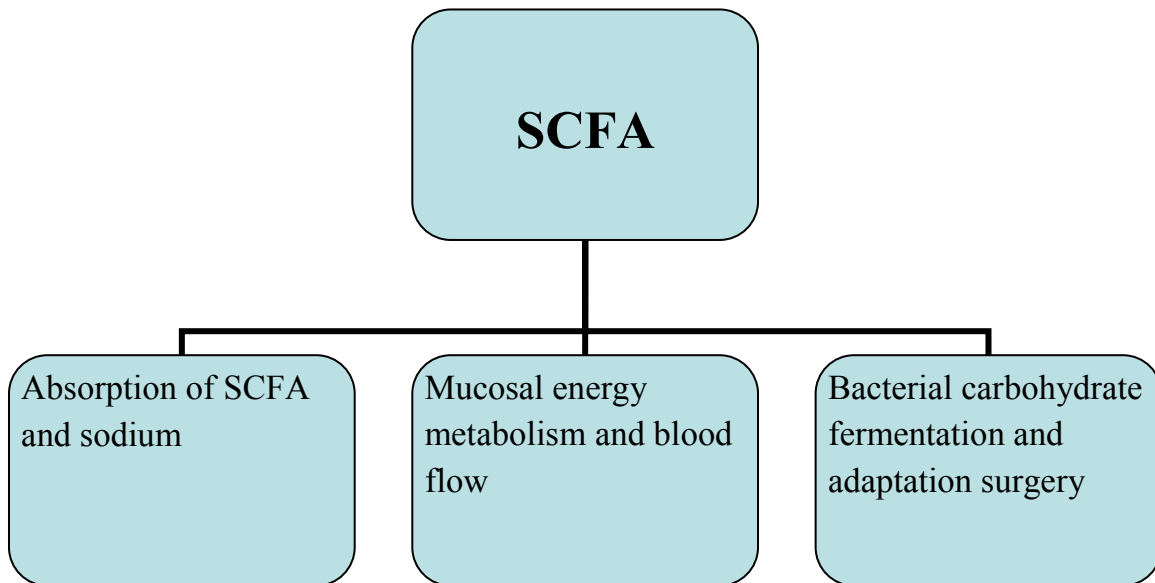 SCFA
Absorption of SCFA
and sodium
Mucosal energy
metabolism and blood
flow
Bacterial carbohydrate
fermentation and
adaptation surgery